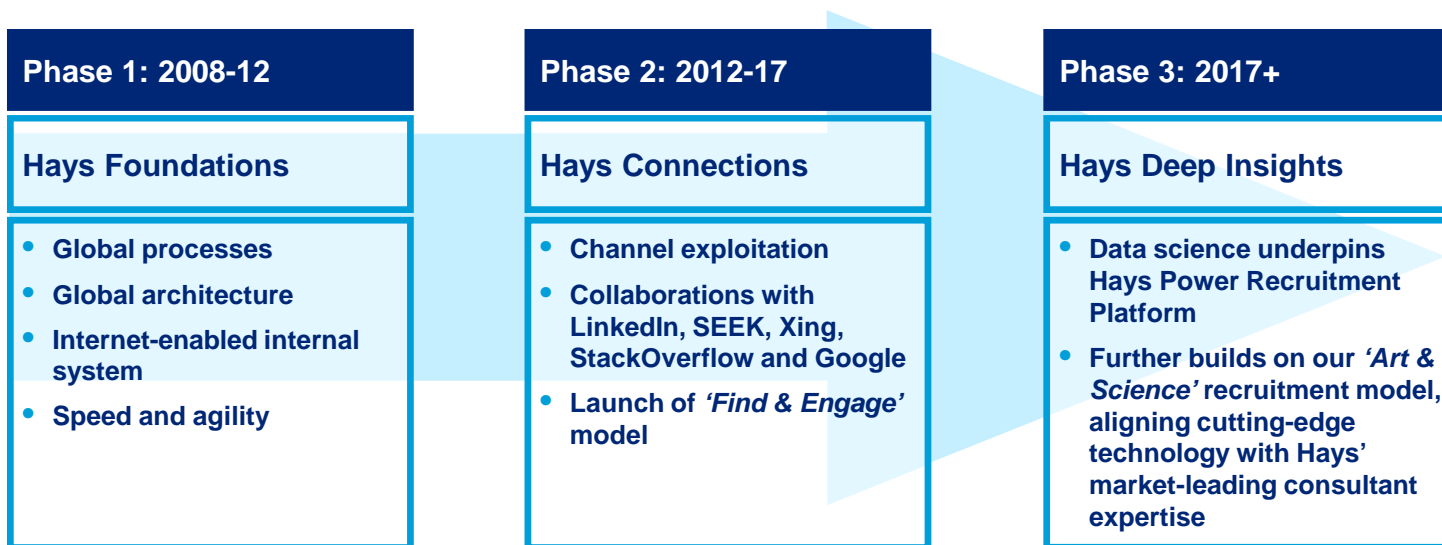 Phase 1: 2008-12
Hays Foundations
• Global processes
• Global architecture
• Internet-enabled internal
system
• Speed and agility
Phase 2: 2012-17
Hays Connections
• Channel exploitation
• Collaborations with
LinkedIn, SEEK, Xing,
StackOverflow and Google
• Launch of ‘Find & Engage’
model
Phase 3: 2017+
Hays Deep Insights
• Data science underpins
Hays Power Recruitment
Platform
• Further builds on our ‘Art &
Science’ recruitment model,
aligning cutting-edge
technology with Hays’
market-leading consultant
expertise